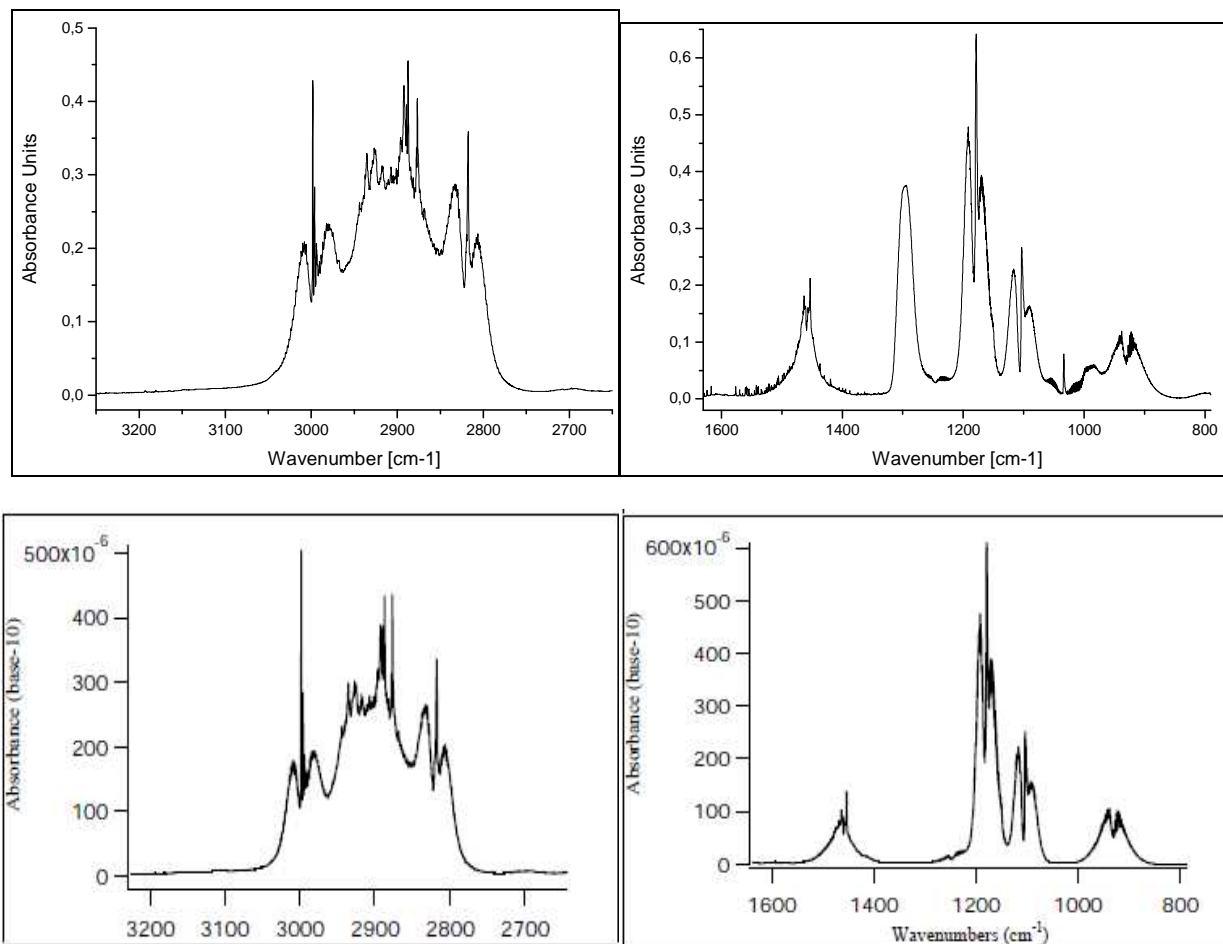 0,5
0,4
0,3
0,2
0,1
0,0
Absorbance Units
3200 3100 3000 2900 2800 2700
Wavenumber [cm-1]
0,6
0,5
0,4
0,3
0,2
0,1
0,0
Absorbance Units
1600 1400 1200 1000 800
Wavenumber [cm-1]
500x10⁻⁶
400
300
200
100
0
Absorbance (base-10)
3200 3100 3000 2900 2800 2700
600x10⁻⁶
500
400
300
200
100
0
Absorbance (base-10)
1600 1400 1200 1000 800
Wavenumbers (cm⁻¹)